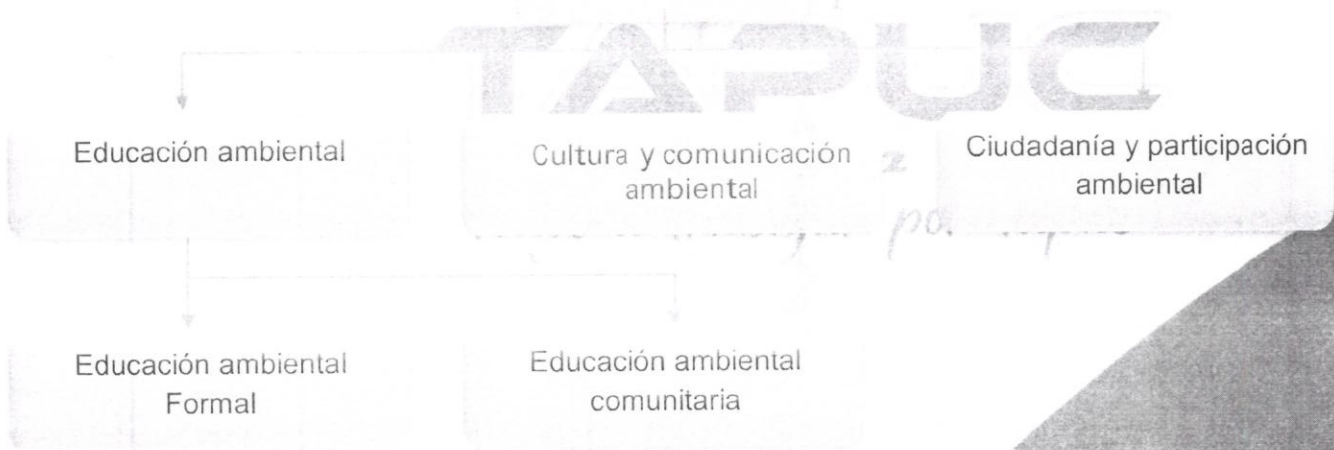 TAPUC
Educación ambiental
Cultura y comunicación
ambiental
Ciudadanía y participación
ambiental
Educación ambiental
Formal
Educación ambiental
comunitaria